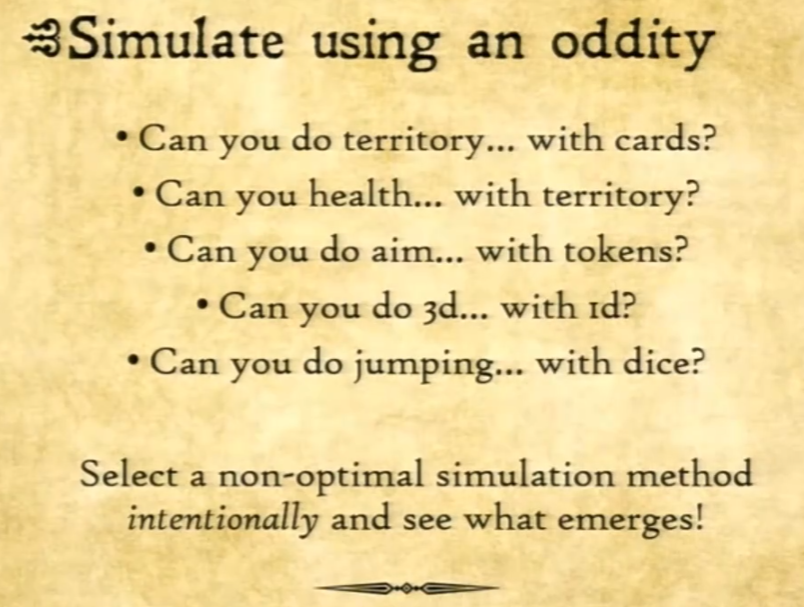 Simulate using an oddity
• Can you do territory... with cards?
• Can you health... with territory?
• Can you do aim... with tokens?
• Can you do 3d... with 1d?
• Can you do jumping... with dice?
Select a non-optimal simulation method
intentionally and see what emerges!